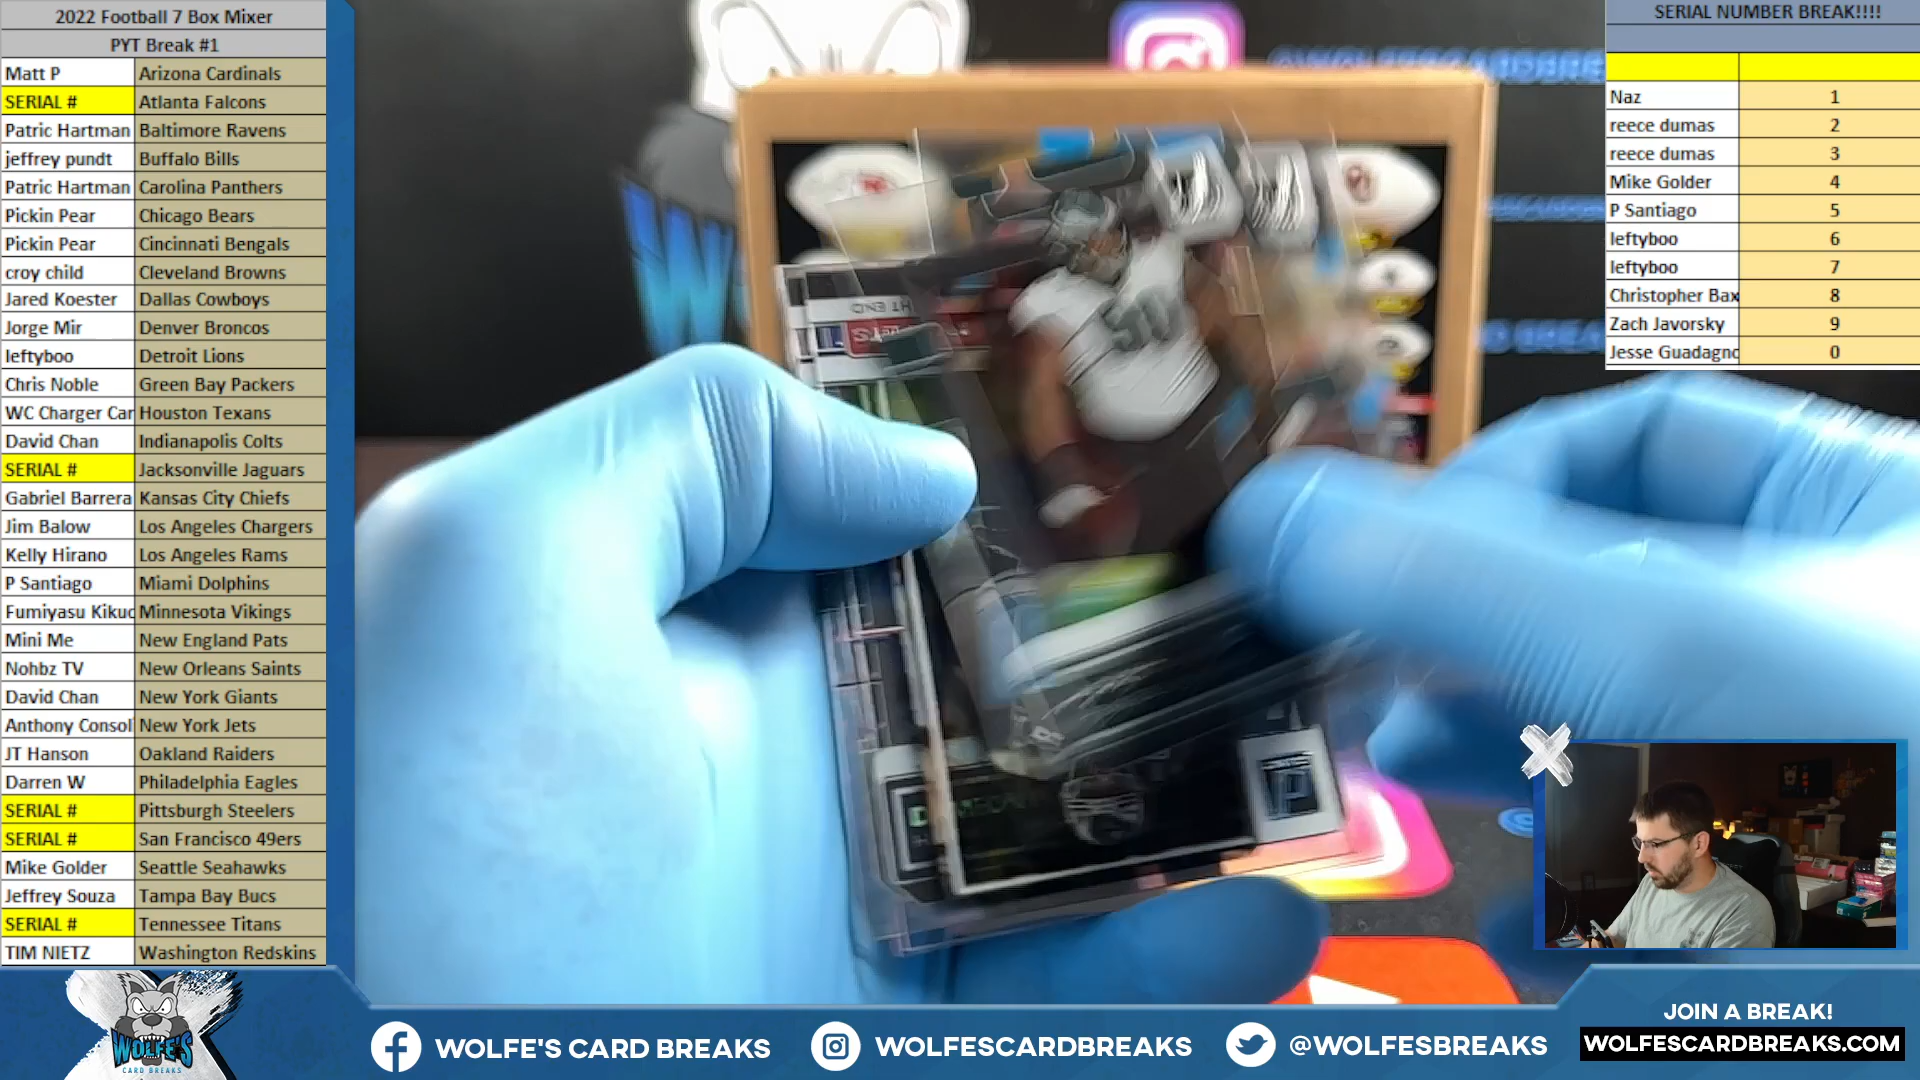 2022 Football 7 Box Mixer
PYT Break #1
Matt P Arizona Cardinals
SERIAL # Atlanta Falcons
Patric Hartman Baltimore Ravens
jeffrey pundt Buffalo Bills
Patric Hartman Carolina Panthers
Pickin Pear Chicago Bears
Pickin Pear Cincinnati Bengals
croy child Cleveland Browns
Jared Koester Dallas Cowboys
Jorge Mir Denver Broncos
leftyboo Detroit Lions
Chris Noble Green Bay Packers
WC Charger Car Houston Texans
David Chan Indianapolis Colts
SERIAL # Jacksonville Jaguars
Gabriel Barrera Kansas City Chiefs
Jim Balow Los Angeles Chargers
Kelly Hirano Los Angeles Rams
P Santiago Miami Dolphins
Fumiyasu Kikuc Minnesota Vikings
Mini Me New England Pats
Nohbz TV New Orleans Saints
David Chan New York Giants
Anthony Consol New York Jets
JT Hanson Oakland Raiders
Darren W Philadelphia Eagles
SERIAL # Pittsburgh Steelers
SERIAL # San Francisco 49ers
Mike Golder Seattle Seahawks
Jeffrey Souza Tampa Bay Bucs
SERIAL # Tennessee Titans
TIM NIETZ Washington Redskins
SERIAL NUMBER BREAK!!!!
Naz 1
reece dumas 2
reece dumas 3
Mike Golder 4
P Santiago 5
leftyboo 6
leftyboo 7
Christopher Bax 8
Zach Javorsky 9
Jesse Guadagno 0
WOLFE'S
CARD BREAKS
WOLFE'S CARD BREAKS
WOLFESCARDBREAKS
@WOLFESBREAKS
JOIN A BREAK!
WOLFESCARDBREAKS.COM